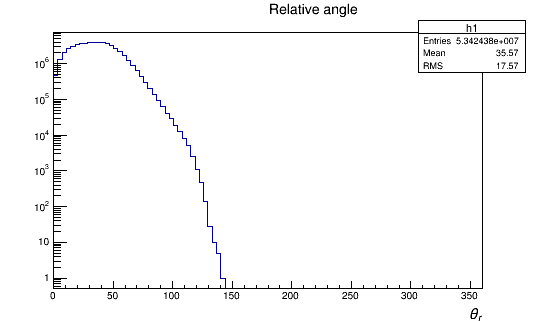 Relative angle
h1
Entries 5.342438e+007
Mean 35.57
RMS 17.57
10^6
10^5
10^4
10^3
10^2
10
1
0 50 100 150 200 250 300 350
θ_r